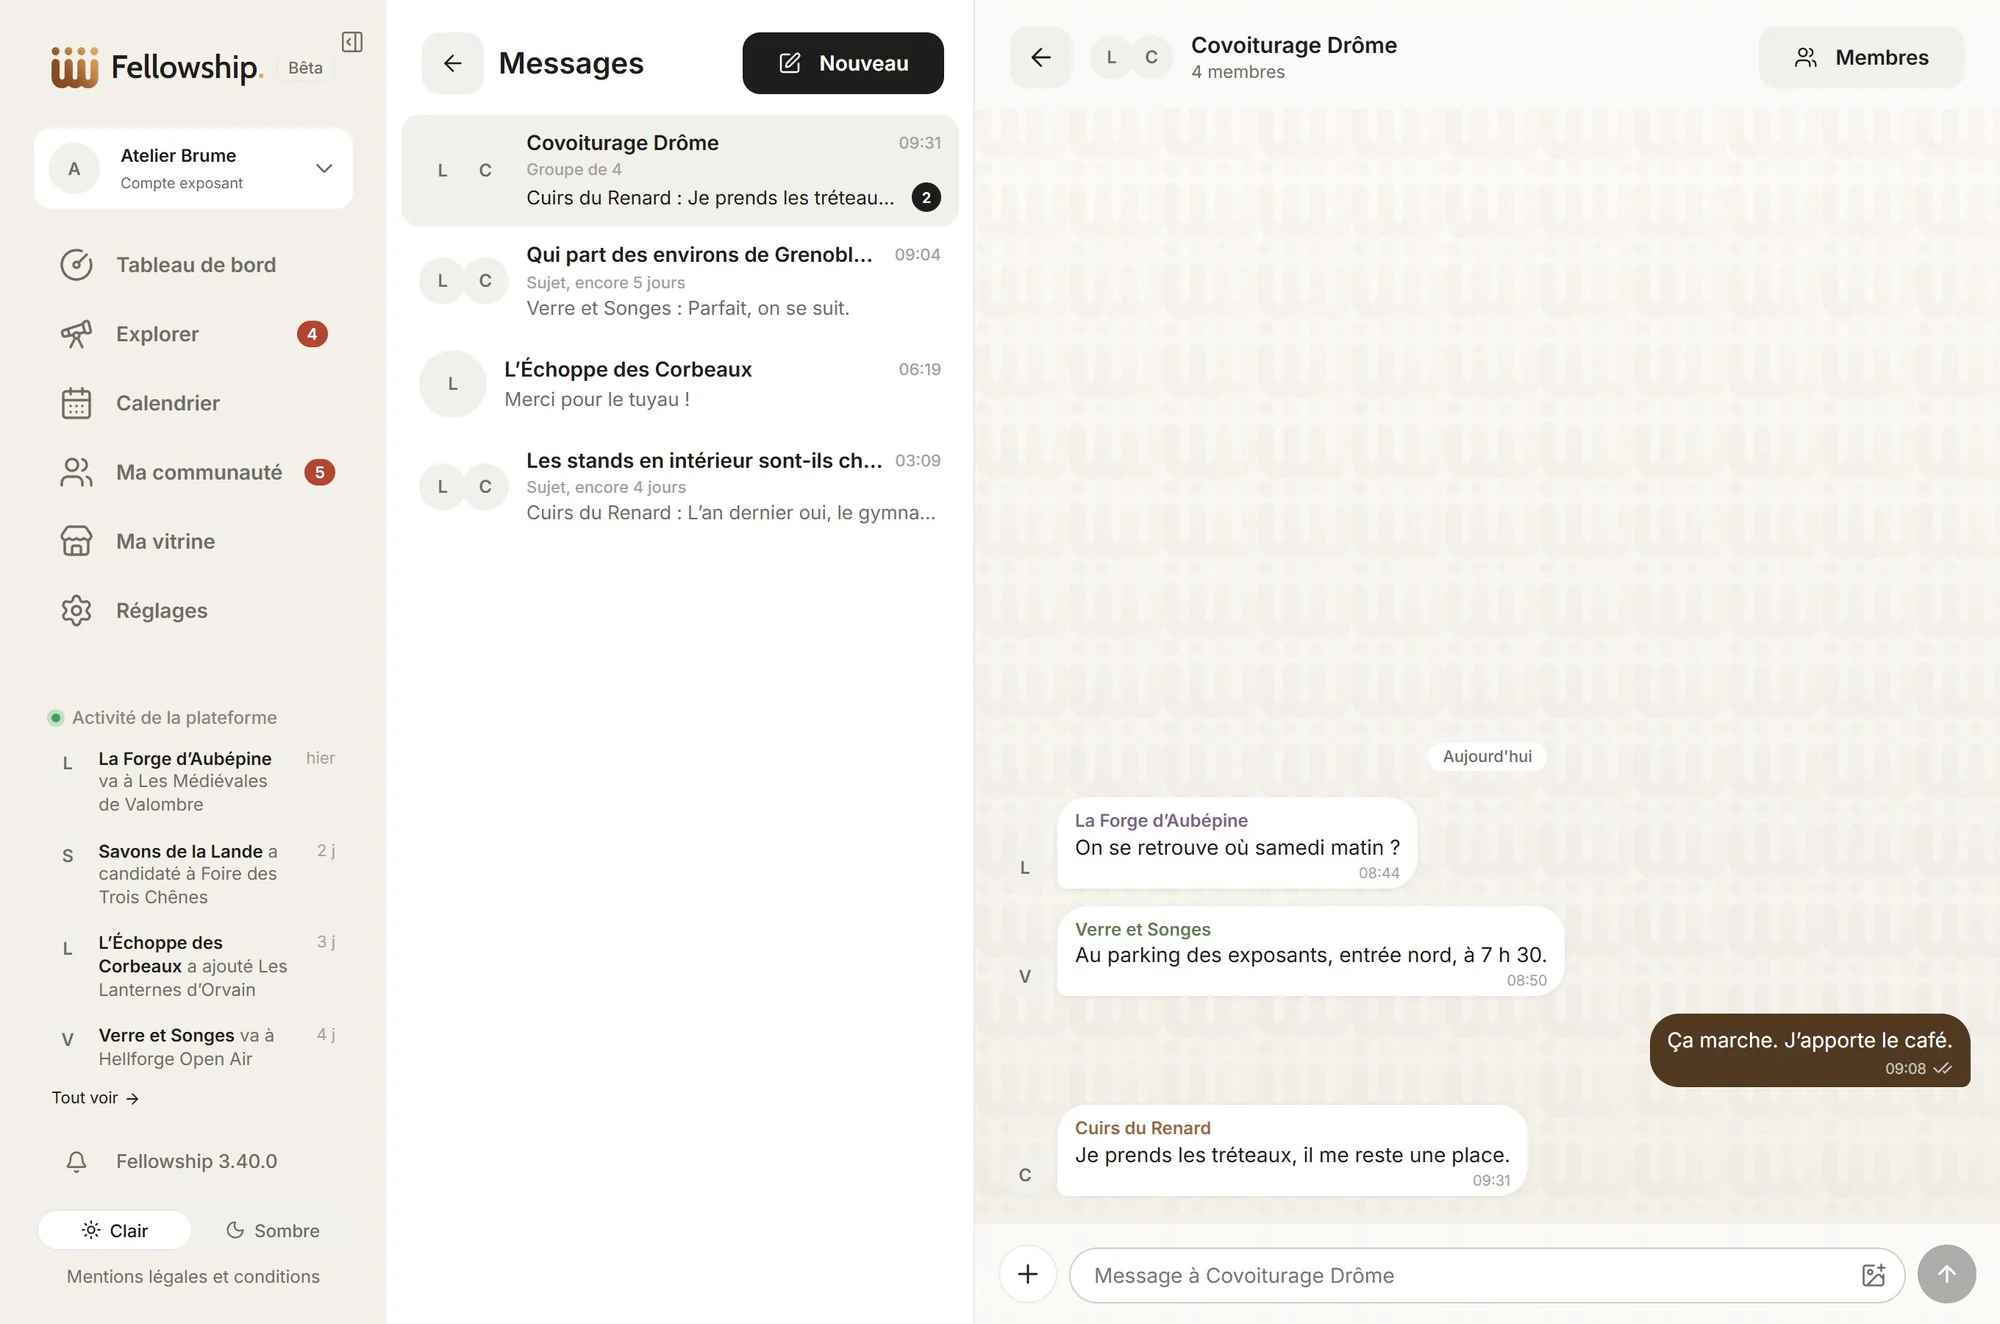 Fellowship.
Bêta
A
Atelier Brume
Compte exposant
Tableau de bord
Explorer
4
Calendrier
Ma communauté
5
Ma vitrine
Réglages
Activité de la plateforme
L
La Forge d’Aubépine
hier
va à Les Médiévales
de Valombre
S
Savons de la Lande a
2 j
candidaté à Foire des
Trois Chênes
L
L’Échoppe des
3 j
Corbeaux a ajouté Les
Lanternes d’Orvain
V
Verre et Songes va à
4 j
Hellforge Open Air
Tout voir →
Fellowship 3.40.0
Clair
Sombre
Mentions légales et conditions
Messages
Nouveau
L C
Covoiturage Drôme
09:31
Groupe de 4
Cuirs du Renard : Je prends les tréteau...
2
L C
Qui part des environs de Grenobl...
09:04
Sujet, encore 5 jours
Verre et Songes : Parfait, on se suit.
L
L’Échoppe des Corbeaux
06:19
Merci pour le tuyau !
L C
Les stands en intérieur sont-ils ch...
03:09
Sujet, encore 4 jours
Cuirs du Renard : L’an dernier oui, le gymna...
L C
Covoiturage Drôme
4 membres
Membres
Aujourd'hui
La Forge d’Aubépine
On se retrouve où samedi matin ?
08:44
L
Verre et Songes
Au parking des exposants, entrée nord, à 7 h 30.
08:50
V
Ça marche. J’apporte le café.
09:08
Cuirs du Renard
Je prends les tréteaux, il me reste une place.
09:31
C
Message à Covoiturage Drôme